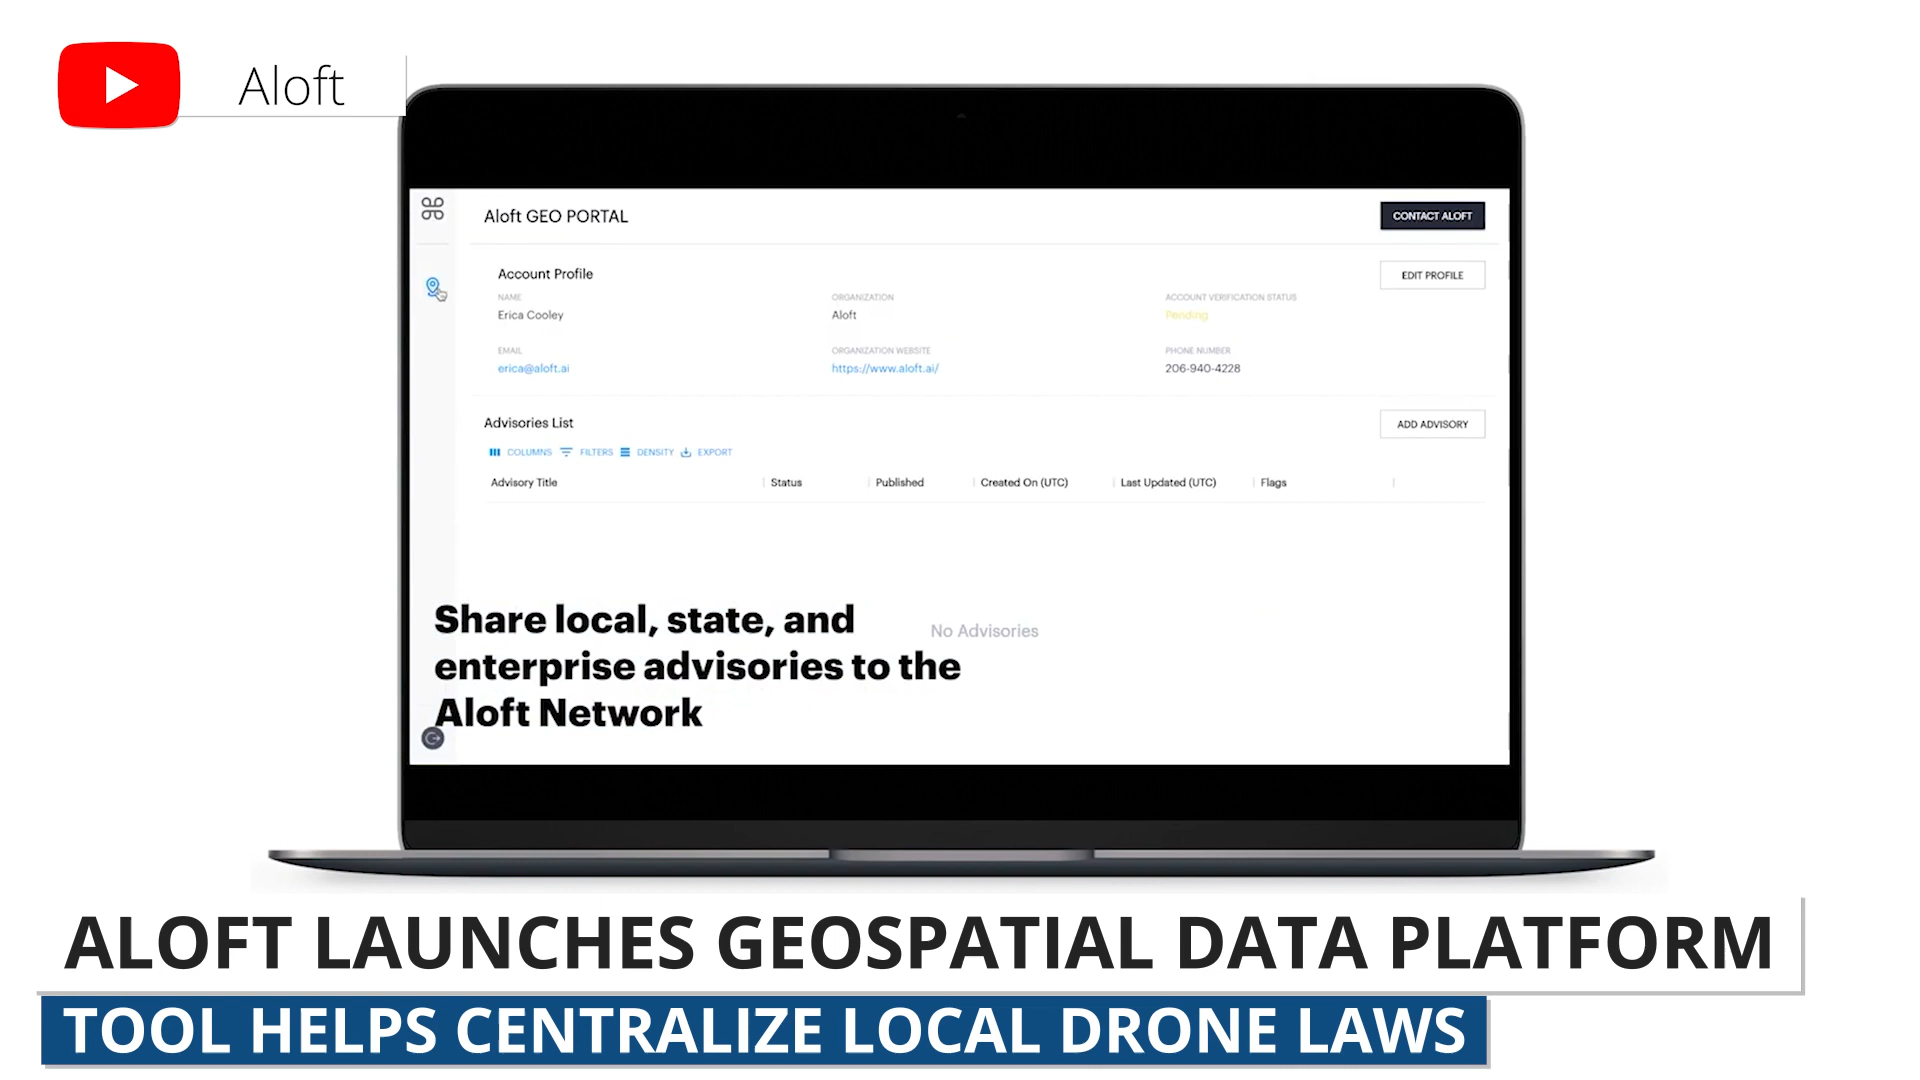 Aloft
Aloft GEO PORTAL
CONTACT ALOFT
Account Profile
EDIT PROFILE
NAME
ORGANIZATION
ACCOUNT VERIFICATION STATUS
Erica Cooley
Aloft
Pending
EMAIL
ORGANIZATION WEBSITE
PHONE NUMBER
erica@aloft.ai
https://www.aloft.ai/
206-940-4228
Advisories List
ADD ADVISORY
COLUMNS FILTERS DENSITY EXPORT
Advisory Title Status Published Created On (UTC) Last Updated (UTC) Flags
No Advisories
Share local, state, and
enterprise advisories to the
Aloft Network
ALOFT LAUNCHES GEOSPATIAL DATA PLATFORM
TOOL HELPS CENTRALIZE LOCAL DRONE LAWS